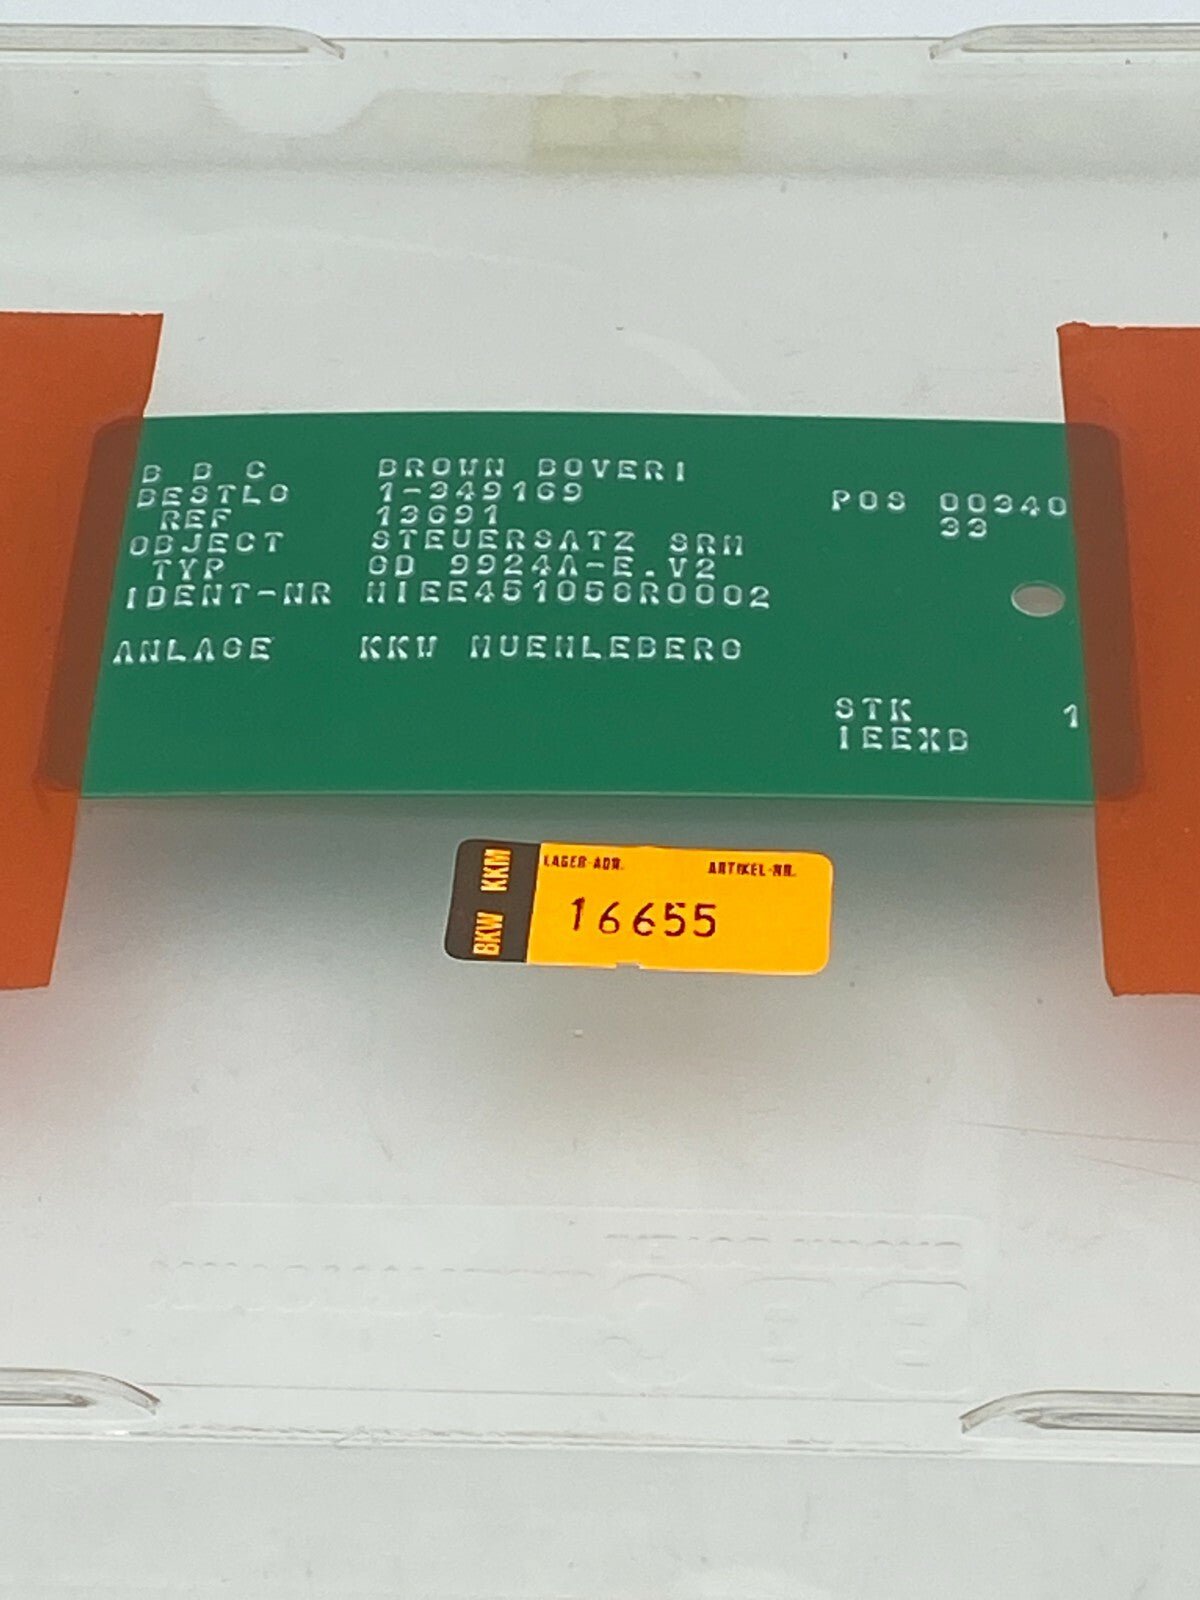 B B C BROWN BOVERI
BESTLG 1-349169 POS 00340
REF 13691 33
OBJECT STEUERSATZ SRM
TYP GD 9924A-E.V2
IDENT-NR HIEE451056R0002
ANLAGE KKW MUEHLEBERG
STK 1
IEEXB
BKW KKM
LAGER-ADR. ARTIKEL-NR.
16655